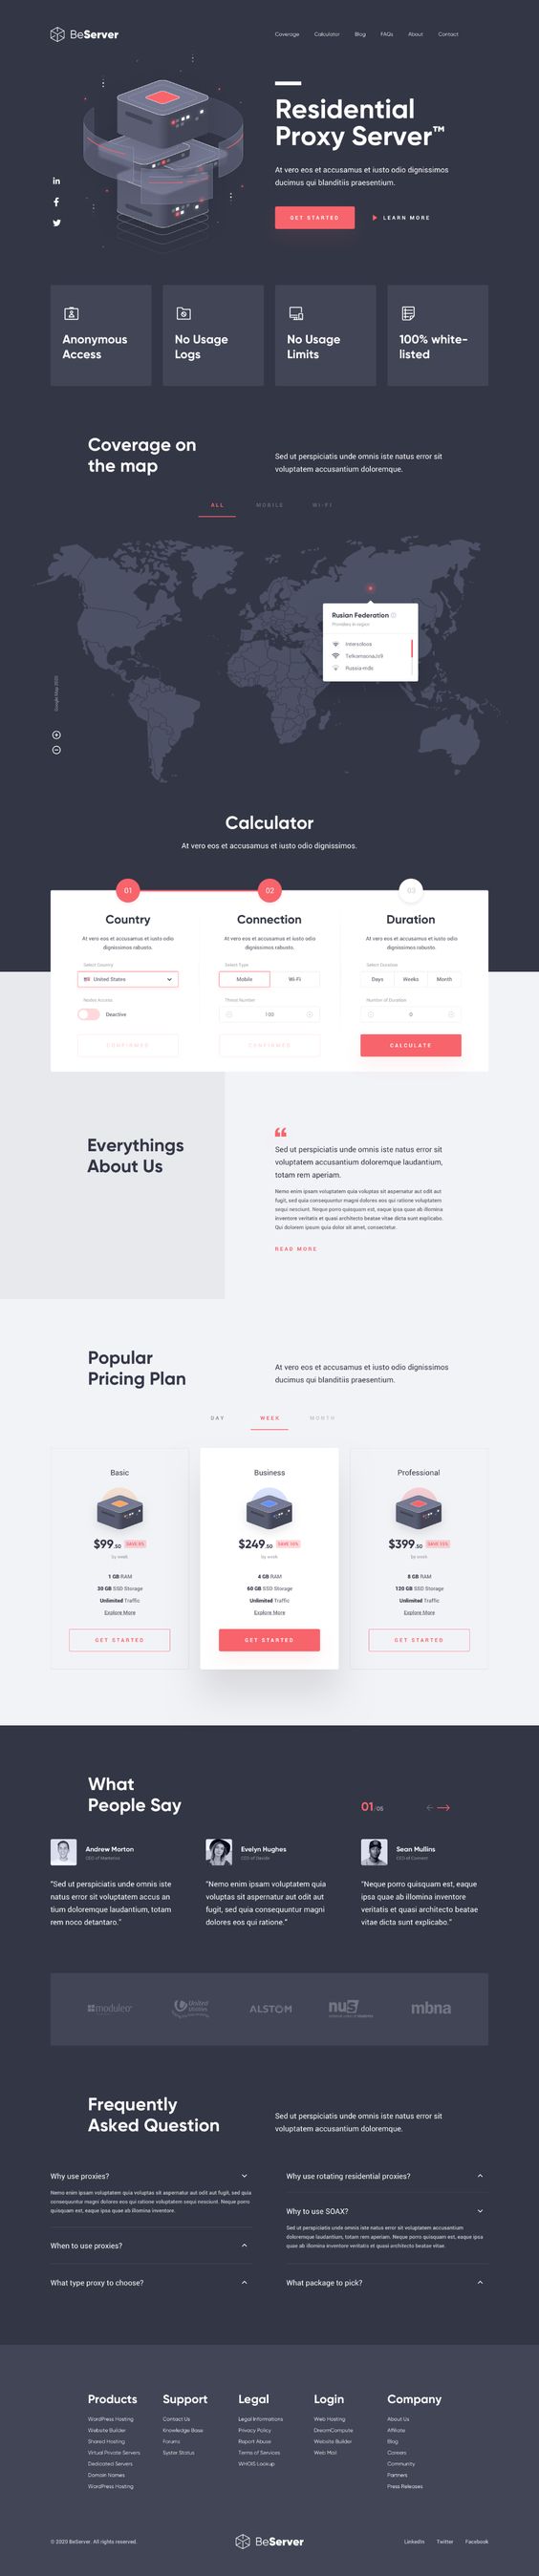 BeServer
Coverage Calculator Blog FAQs About Contact
Residential
Proxy Server™
At vero eos et accusamus et iusto odio dignissimos
ducimus qui blanditiis praesentium.
GET STARTED
LEARN MORE
Anonymous
Access
No Usage
Logs
No Usage
Limits
100% white-
listed
Coverage on
the map
Sed ut perspiciatis unde omnis iste natus error sit
voluptatem accusantium doloremque.
ALL MOBILE WI-FI
Rusian Federation
Providers in region
Interzdoox
Russia-mdb
Google Map 2020
Calculator
At vero eos et accusamus et iusto odio dignissimos.
01
Country
At vero eos et accusamus et iusto odio
dignissimos rabusts.
Select Country
United States
Nodes Access
Deactive
CONFIRMED
02
Connection
At vero eos et accusamus et iusto odio
dignissimos rabusts.
Select Type
Mobile Wi-Fi
Thread Number
100
CONFIRMED
03
Duration
At vero eos et accusamus et iusto odio
dignissimos rabusts.
Select Duration
Days Weeks Month
Number of Duration
0
CALCULATE
Everythings
About Us
Sed ut perspiciatis unde omnis iste natus error sit
voluptatem accusantium doloremque laudantium,
totam rem aperiam.
Nemo enim ipsam voluptatem quia voluptas sit aspernatur aut odit aut
fugit, sed quia consequuntur magni dolores eos qui ratione voluptatem
sequi nesciunt. Neque porro quisquam est, eaque ipsa quae ab illomina
inventore veritatis et quasi architecto beatae vitae dicta sunt explicabo.
Qui dolorem ipsum quia dolor sit amet, consectetur.
READ MORE
Popular
Pricing Plan
At vero eos et accusamus et iusto odio dignissimos
ducimus qui blanditiis praesentium.
DAY WEEK MONTH
Basic
$99.50 SAVE 8%
by week
1 GB RAM
30 GB SSD Storage
Unlimited Traffic
Explore More
GET STARTED
Business
$249.50 SAVE 10%
by week
4 GB RAM
60 GB SSD Storage
Unlimited Traffic
Explore More
GET STARTED
Professional
$399.50 SAVE 15%
by week
8 GB RAM
120 GB SSD Storage
Unlimited Traffic
Explore More
GET STARTED
What
People Say
01/05
Andrew Morton
CEO of Marketics
“Sed ut perspiciatis unde omnis iste
natus error sit voluptatem accus an
tium doloremque laudantium, totam
rem noco detantaro.”
Evelyn Hughes
CEO of Decide
“Nemo enim ipsam voluptatem quia
voluptas sit aspernatur aut odit aut
fugit, sed quia consequuntur magni
dolores eos qui ratione.”
Sean Mullins
CEO of Convert
“Neque porro quisquam est, eaque
ipsa quae ab illomina inventore
veritatis et quasi architecto beatae
vitae dicta sunt explicabo.”
moduleo
United
Utilities
ALSTOM
nus
mbna
Frequently
Asked Question
Sed ut perspiciatis unde omnis iste natus error sit
voluptatem accusantium doloremque.
Why use proxies?
Nemo enim ipsam voluptatem quia voluptas sit aspernatur aut odit aut fugit, sed quia
consequuntur magni dolores eos qui ratione voluptatem sequi nesciunt. Neque porro
quisquam est, eaque ipsa quae ab illomina inventore.
When to use proxies?
What type proxy to choose?
Why use rotating residential proxies?
Why to use SOAX?
Sed ut perspiciatis unde omnis iste natus error sit voluptatem accusantium
doloremque laudantium, totam rem aperiam. Neque porro quisquam est, eaque ipsa
quae ab illomina inventore veritatis et quasi architecto beatae vitae.
What package to pick?
Products
WordPress Hosting
Website Builder
Shared Hosting
Virtual Private Servers
Dedicated Servers
Domain Names
WordPress Hosting
Support
Contact Us
Knowledge Base
Forums
System Status
Legal
Legal Informations
Privacy Policy
Report Abuse
Terms of Services
WHOIS Lookup
Login
Web Hosting
DreamCompute
Website Builder
Web Mail
Company
About Us
Affiliate
Blog
Careers
Community
Partners
Press Releases
© 2020 BeServer. All rights reserved.
BeServer
LinkedIn Twitter Facebook